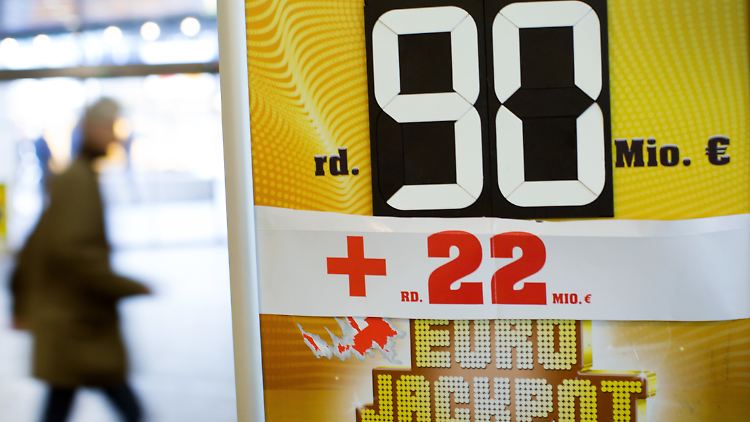 rd. 90 Mio. €
+ RD. 22 MIO. €
EURO
JACKPOT